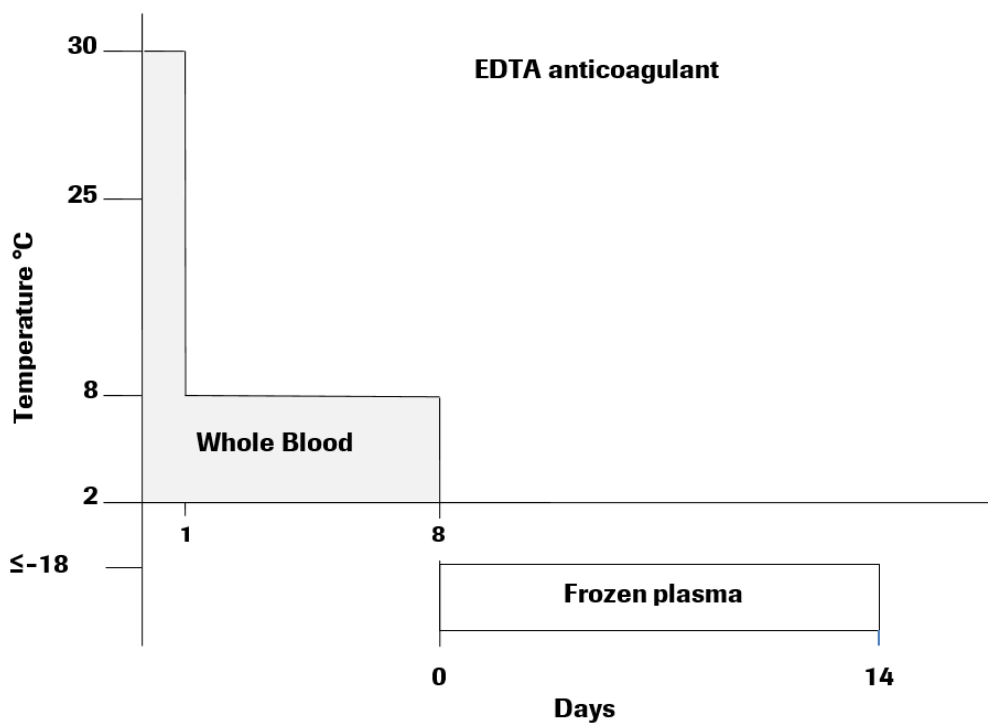 30
EDTA anticoagulant
25
Temperature °C
8
Whole Blood
2
1 8
≤-18
Frozen plasma
0 14
Days